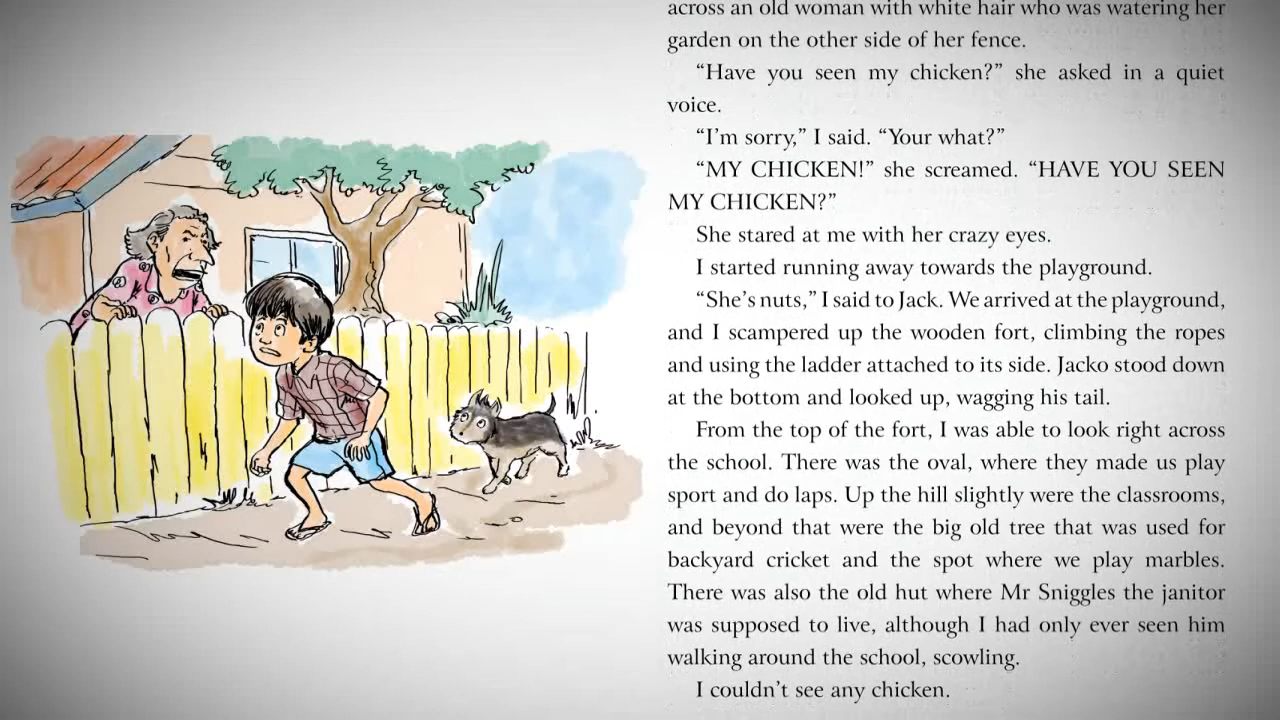 across an old woman with white hair who was watering her
garden on the other side of her fence.
“Have you seen my chicken?” she asked in a quiet
voice.
“I’m sorry,” I said. “Your what?”
“MY CHICKEN!” she screamed. “HAVE YOU SEEN
MY CHICKEN?”
She stared at me with her crazy eyes.
I started running away towards the playground.
“She’s nuts,” I said to Jack. We arrived at the playground,
and I scampered up the wooden fort, climbing the ropes
and using the ladder attached to its side. Jacko stood down
at the bottom and looked up, wagging his tail.
From the top of the fort, I was able to look right across
the school. There was the oval, where they made us play
sport and do laps. Up the hill slightly were the classrooms,
and beyond that were the big old tree that was used for
backyard cricket and the spot where we play marbles.
There was also the old hut where Mr Sniggles the janitor
was supposed to live, although I had only ever seen him
walking around the school, scowling.
I couldn’t see any chicken.